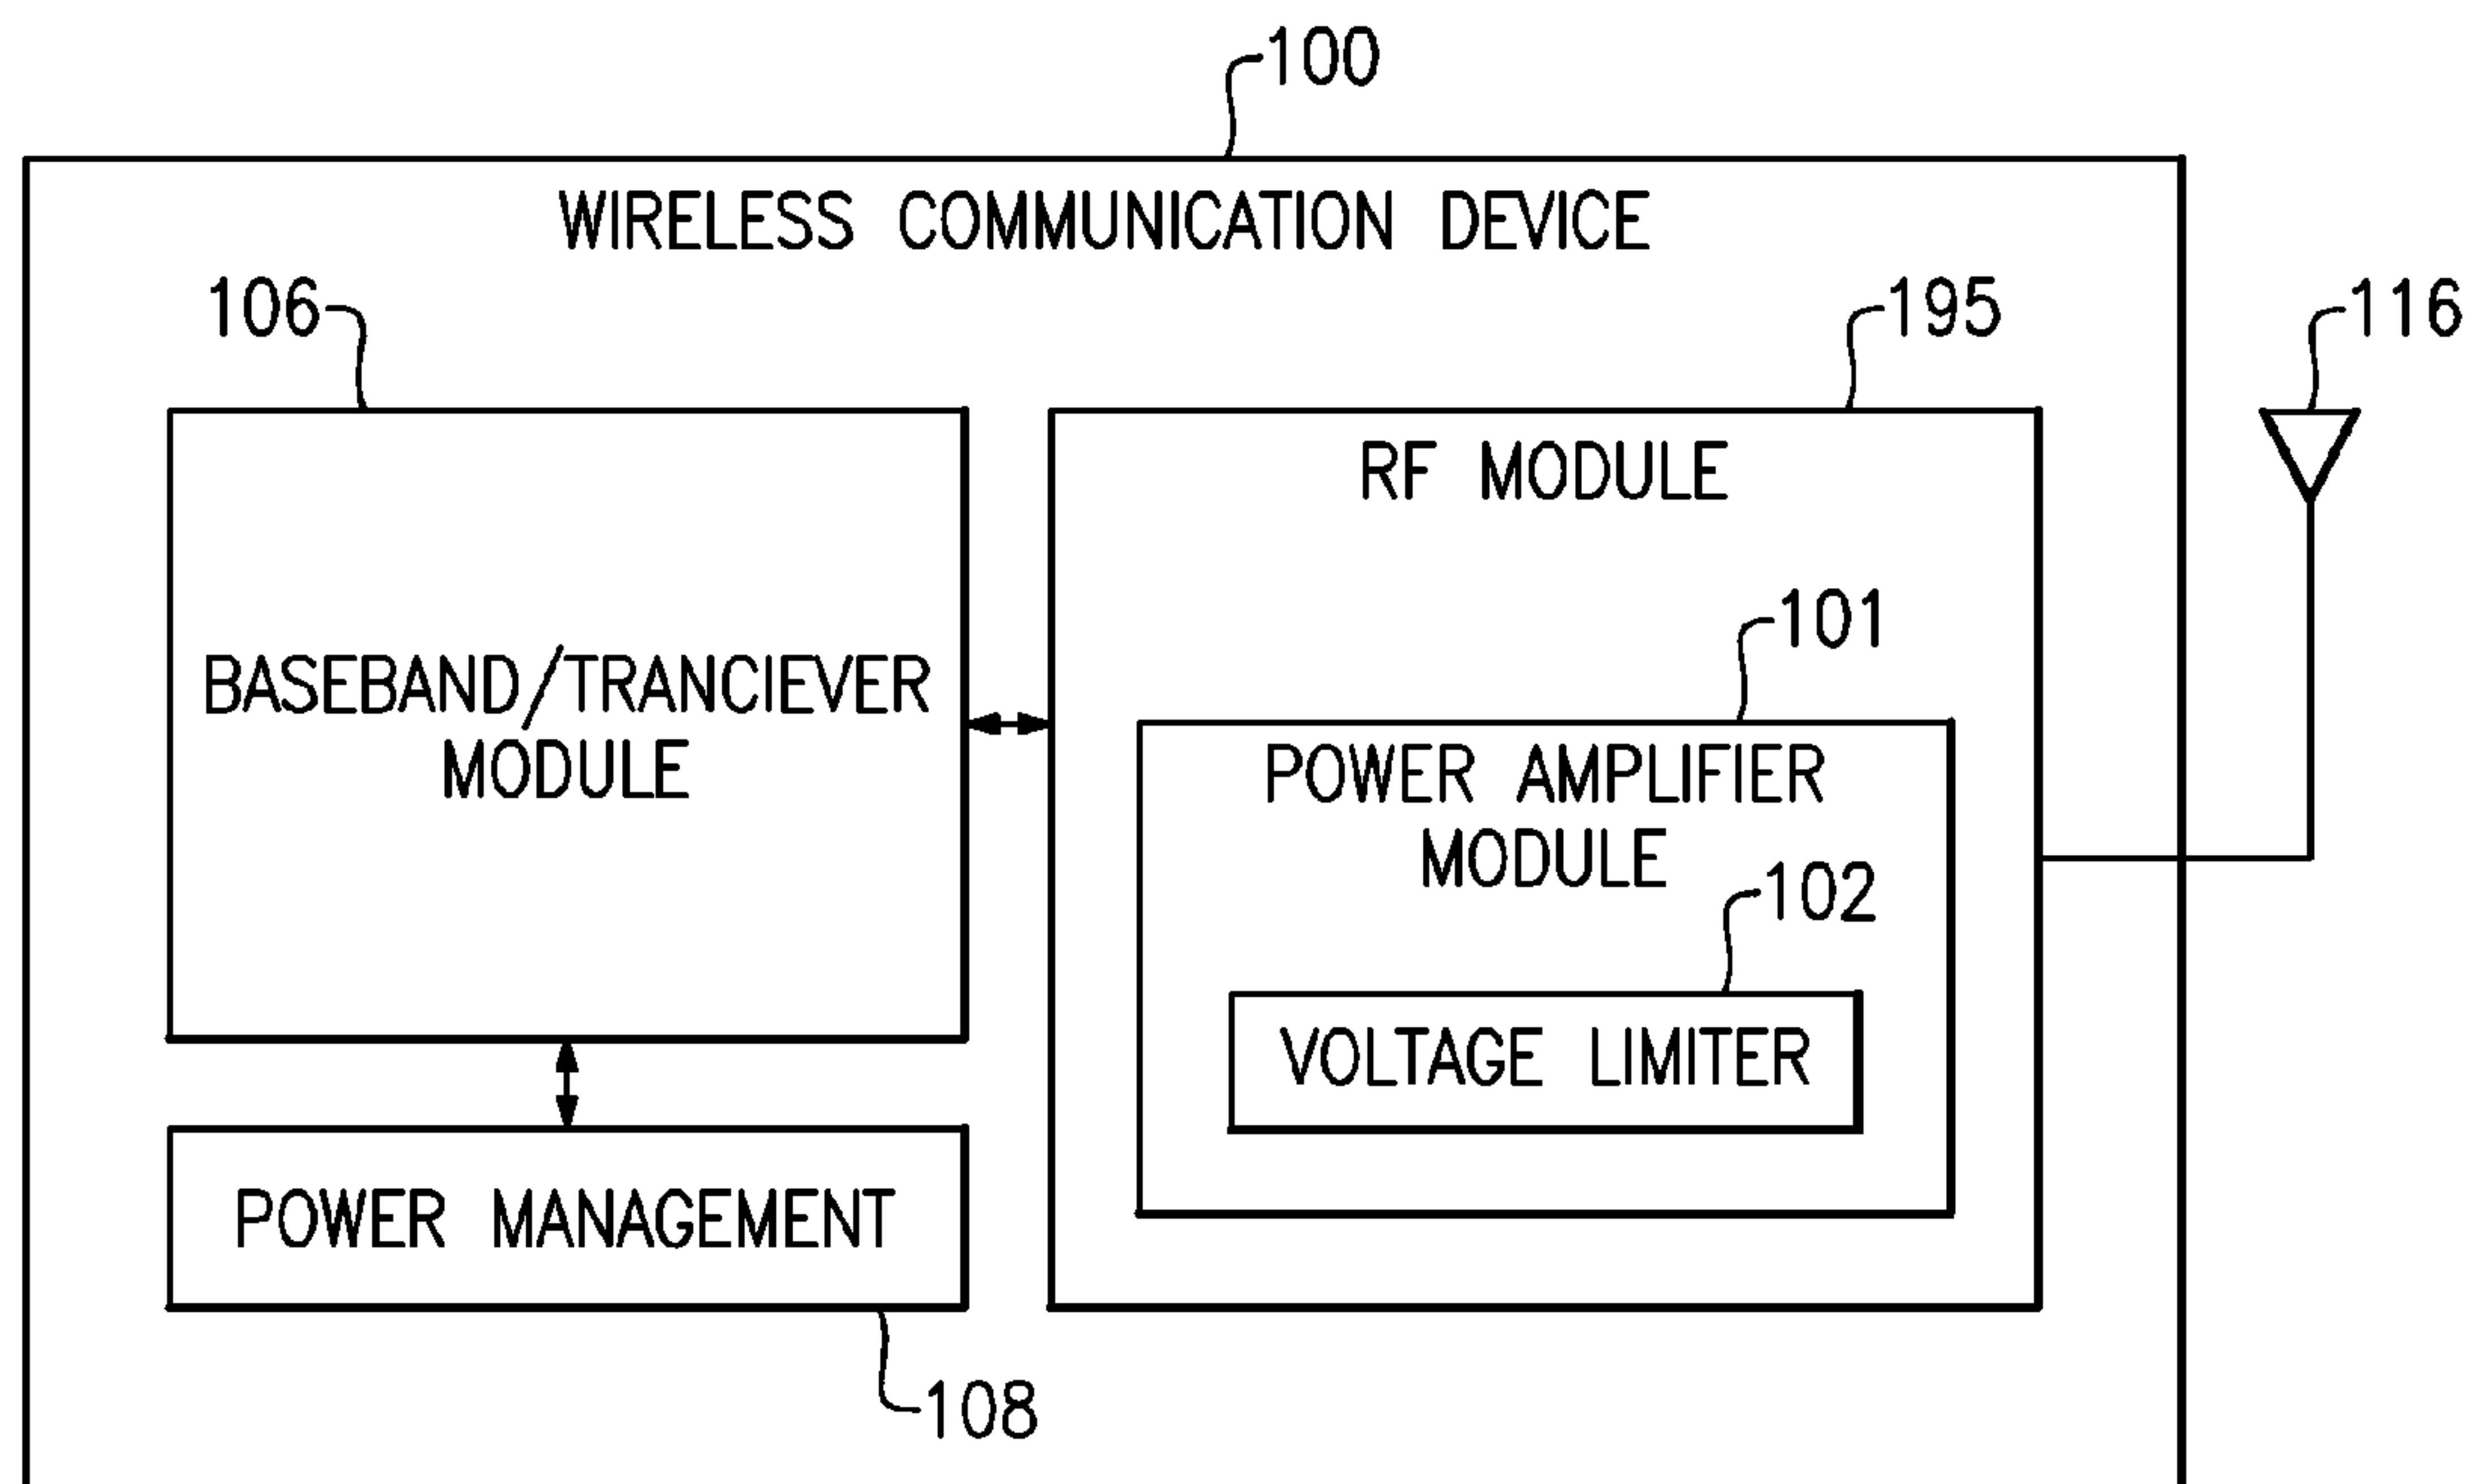 100
WIRELESS COMMUNICATION DEVICE
106
195
116
RF MODULE
101
BASEBAND/TRANCIEVER
MODULE
POWER AMPLIFIER
MODULE
102
VOLTAGE LIMITER
POWER MANAGEMENT
108